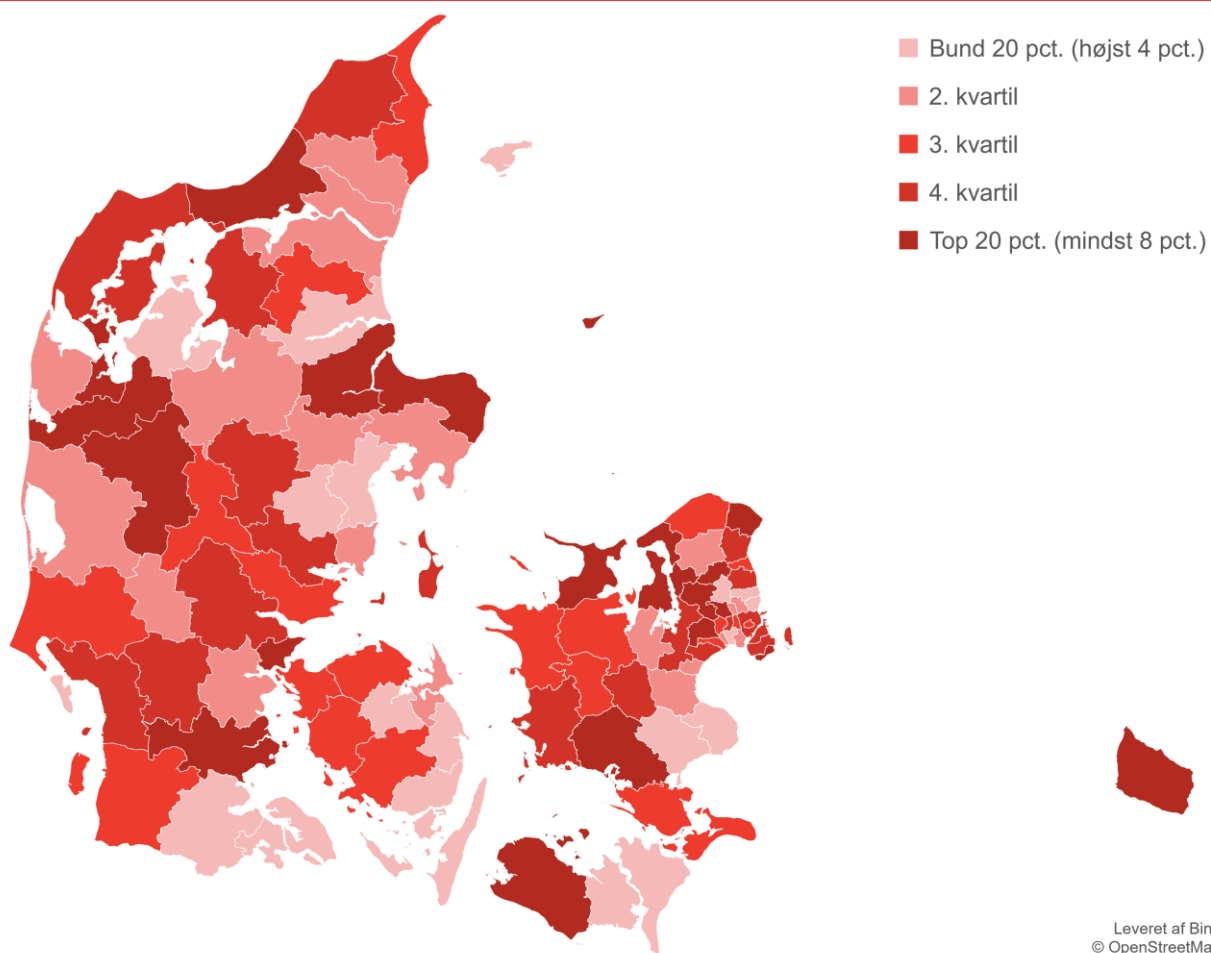 Bund 20 pct. (højst 4 pct.)
2. kvartil
3. kvartil
4. kvartil
Top 20 pct. (mindst 8 pct.)
Leveret af Bin
© OpenStreetMa